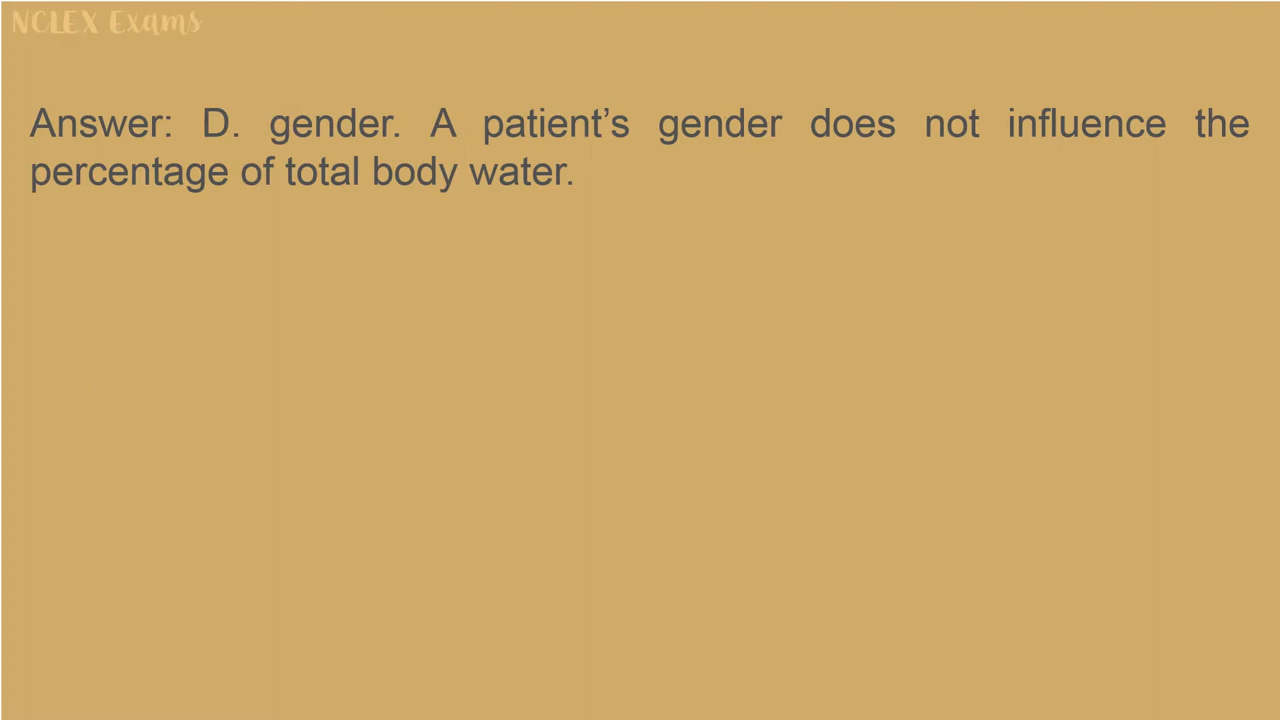 NCLEX Exams
Answer: D. gender. A patient’s gender does not influence the
percentage of total body water.